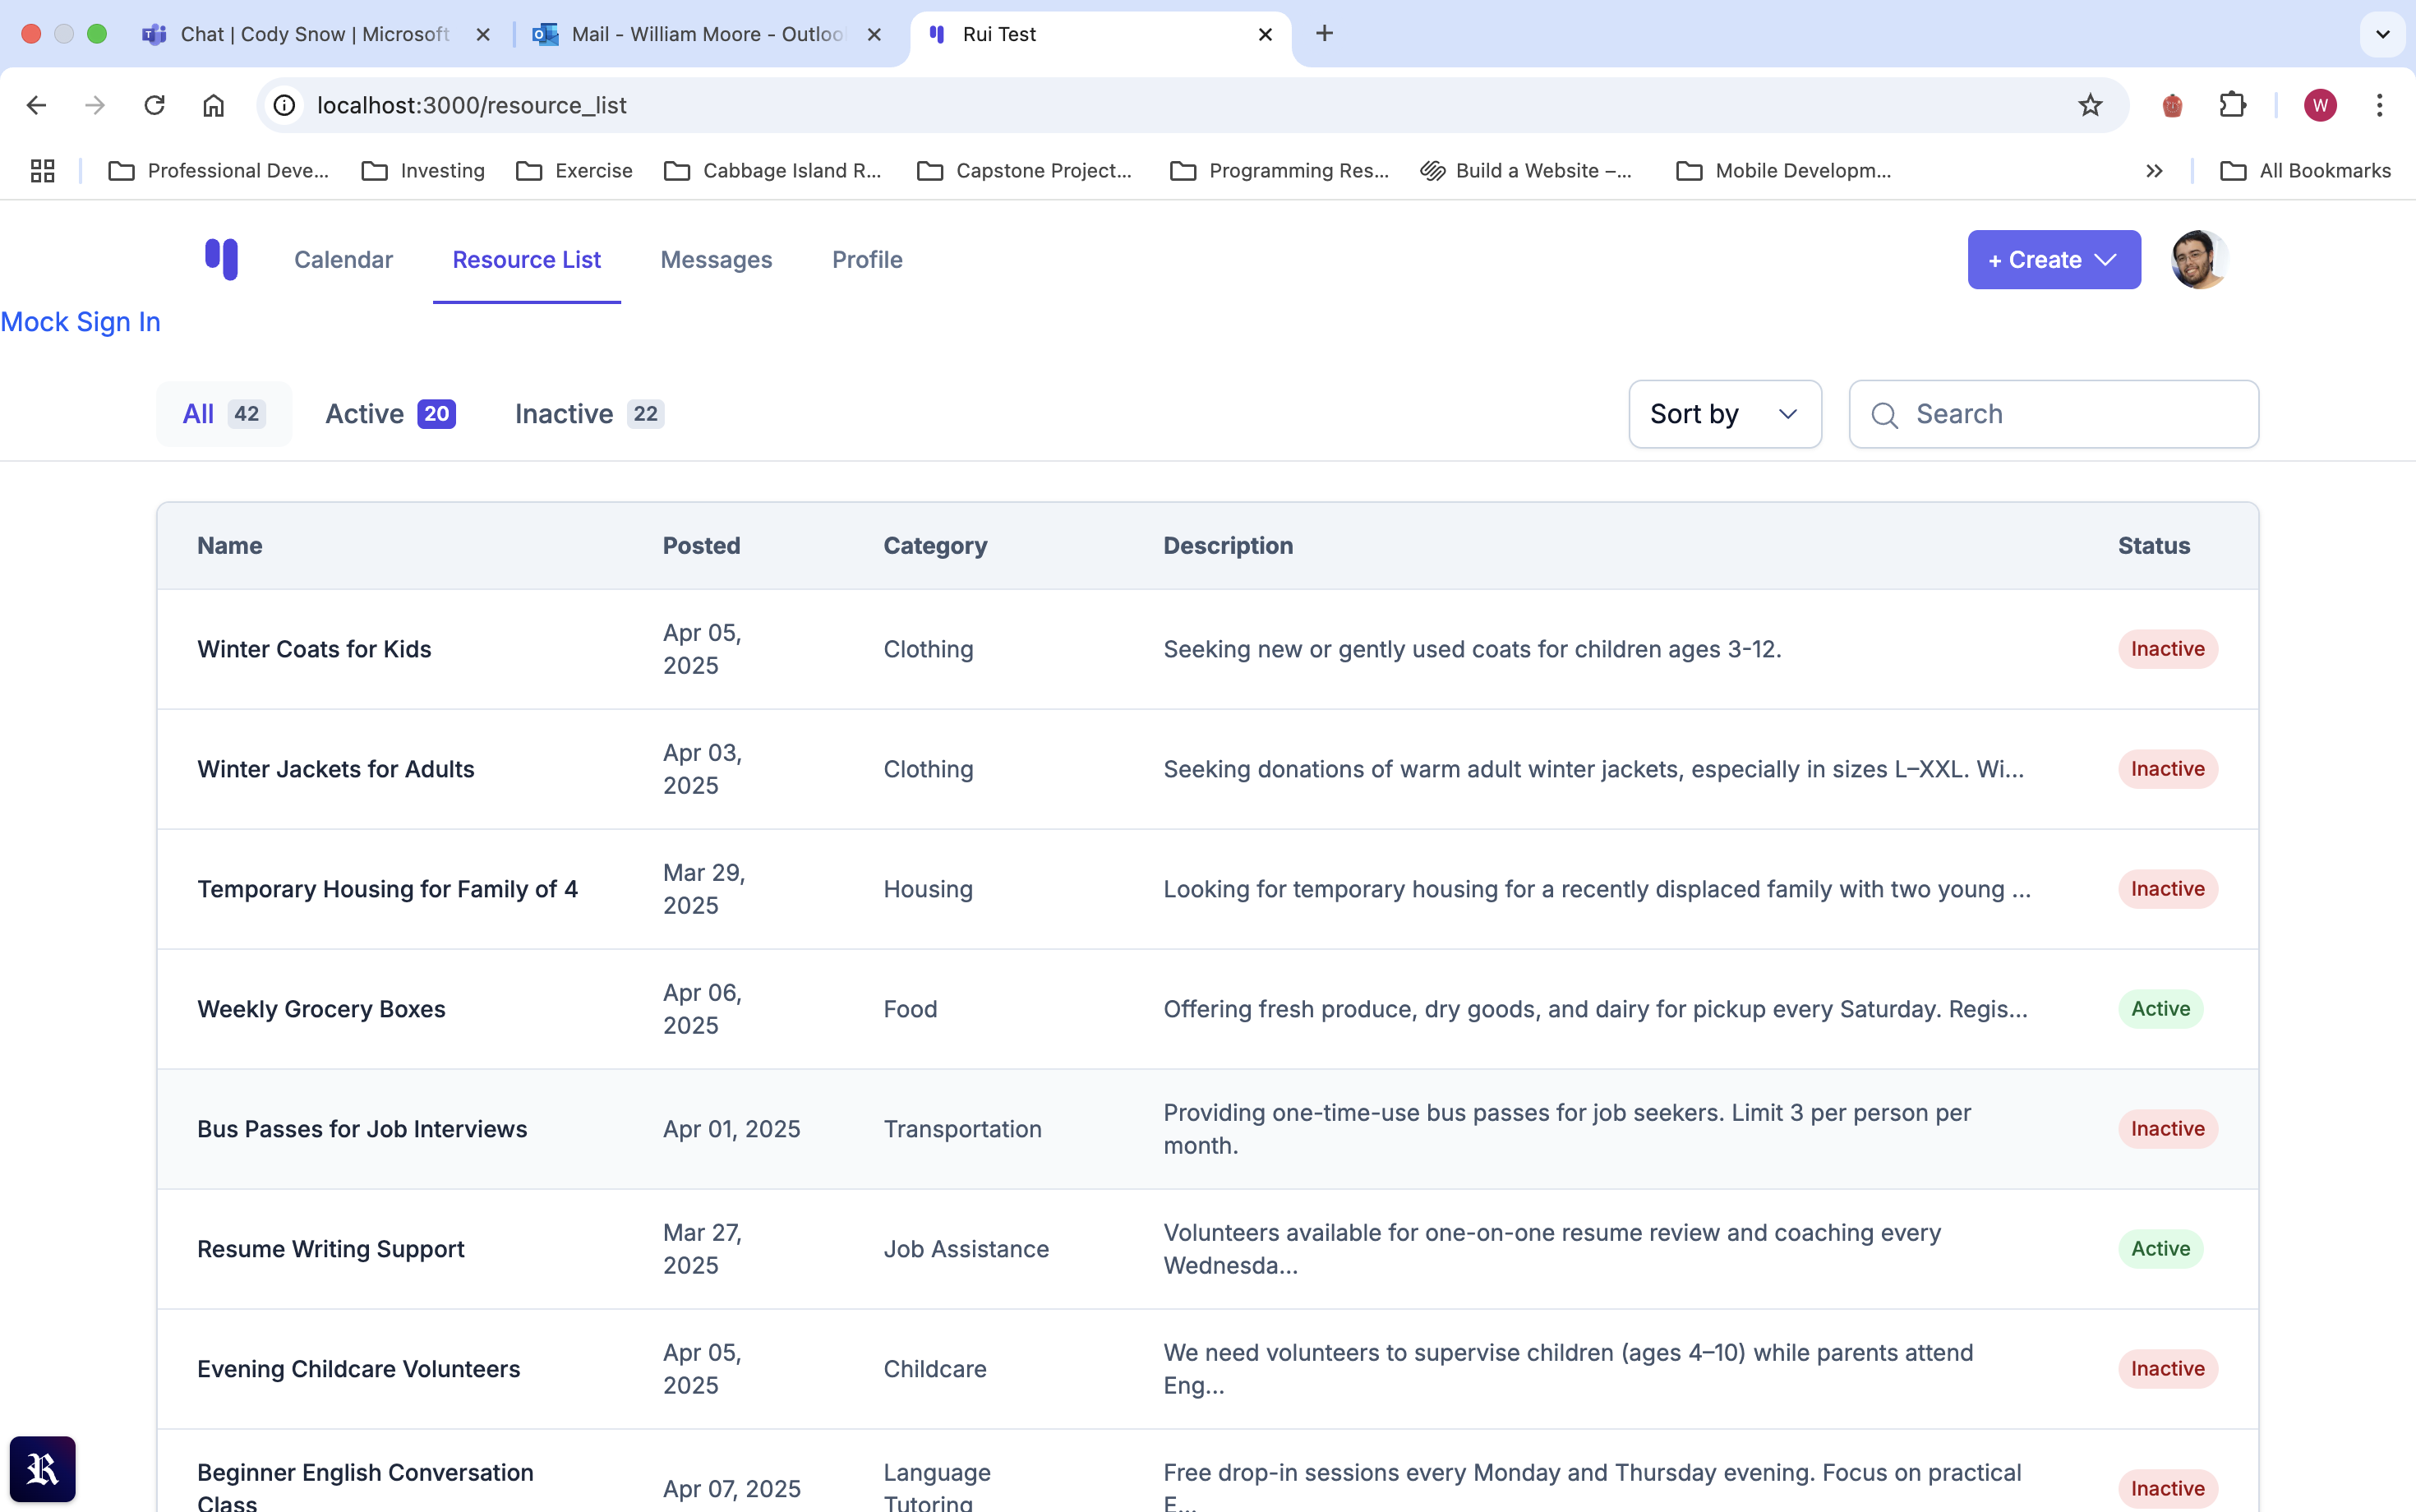 Chat | Cody Snow | Microsoft
Mail - William Moore - Outloo
Rui Test
localhost:3000/resource_list
W
Professional Deve...
Investing
Exercise
Cabbage Island R...
Capstone Project...
Programming Res...
Build a Website –...
Mobile Developm...
All Bookmarks
Calendar
Resource List
Messages
Profile
+ Create
Mock Sign In
All 42
Active 20
Inactive 22
Sort by
Search
Name Posted Category Description Status
Winter Coats for Kids
Apr 05,
2025
Clothing
Seeking new or gently used coats for children ages 3-12.
Inactive
Winter Jackets for Adults
Apr 03,
2025
Clothing
Seeking donations of warm adult winter jackets, especially in sizes L–XXL. Wi...
Inactive
Temporary Housing for Family of 4
Mar 29,
2025
Housing
Looking for temporary housing for a recently displaced family with two young ...
Inactive
Weekly Grocery Boxes
Apr 06,
2025
Food
Offering fresh produce, dry goods, and dairy for pickup every Saturday. Regis...
Active
Bus Passes for Job Interviews
Apr 01, 2025
Transportation
Providing one-time-use bus passes for job seekers. Limit 3 per person per
month.
Inactive
Resume Writing Support
Mar 27,
2025
Job Assistance
Volunteers available for one-on-one resume review and coaching every
Wednesda...
Active
Evening Childcare Volunteers
Apr 05,
2025
Childcare
We need volunteers to supervise children (ages 4–10) while parents attend
Eng...
Inactive
Beginner English Conversation
Class
Apr 07, 2025
Language
Tutoring
Free drop-in sessions every Monday and Thursday evening. Focus on practical
E...
Inactive
R